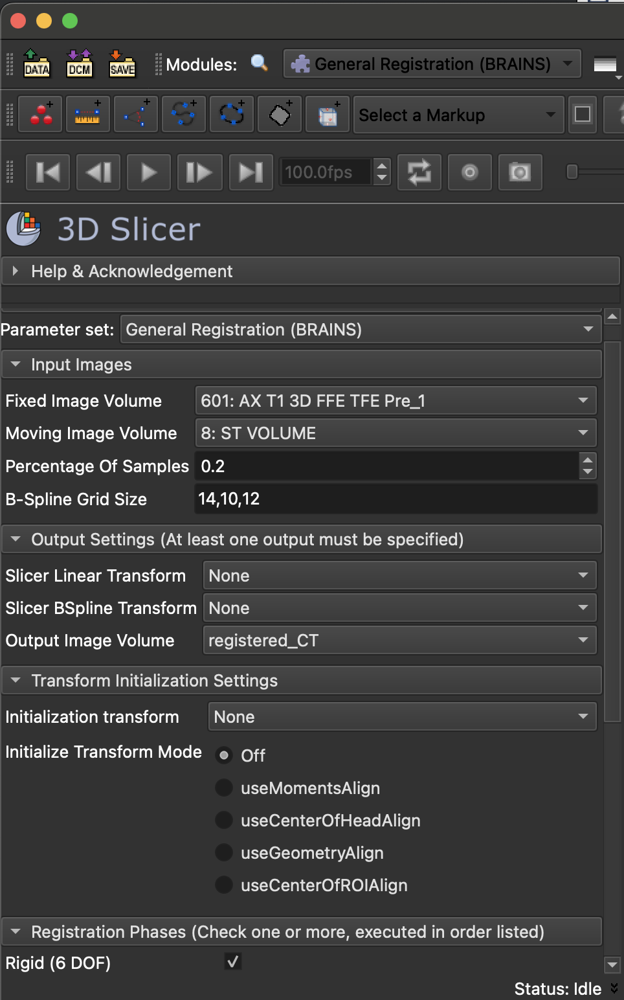 DATA DCM SAVE Modules: General Registration (BRAINS)
Select a Markup
100.0fps
3D Slicer
Help & Acknowledgement
Parameter set: General Registration (BRAINS)
Input Images
Fixed Image Volume 601: AX T1 3D FFE TFE Pre_1
Moving Image Volume 8: ST VOLUME
Percentage Of Samples 0.2
B-Spline Grid Size 14,10,12
Output Settings (At least one output must be specified)
Slicer Linear Transform None
Slicer BSpline Transform None
Output Image Volume registered_CT
Transform Initialization Settings
Initialization transform None
Initialize Transform Mode Off
useMomentsAlign
useCenterOfHeadAlign
useGeometryAlign
useCenterOfROIAlign
Registration Phases (Check one or more, executed in order listed)
Rigid (6 DOF)
Status: Idle